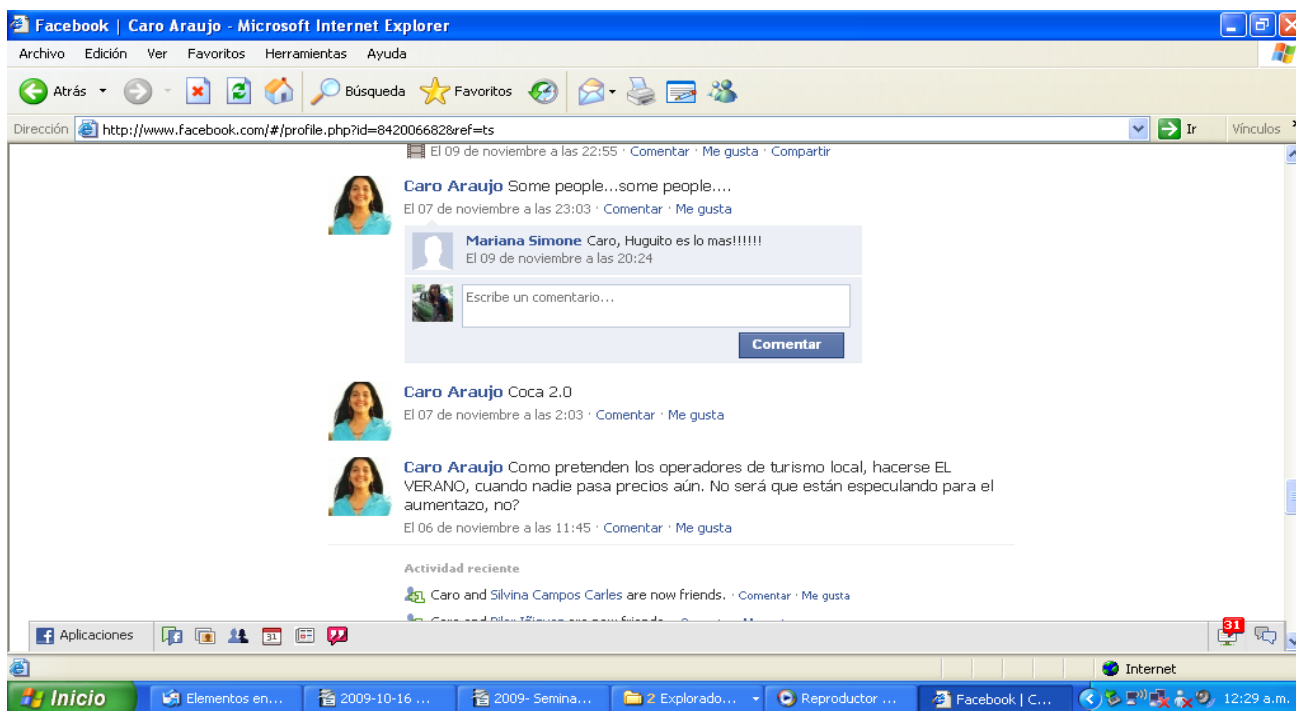 Facebook | Caro Araujo - Microsoft Internet Explorer
Archivo Edición Ver Favoritos Herramientas Ayuda
Atrás Búsqueda Favoritos
Dirección http://www.facebook.com/#/profile.php?id=842006682&ref=ts Ir Vínculos
El 09 de noviembre a las 22:55 · Comentar · Me gusta · Compartir
Caro Araujo Some people...some people....
El 07 de noviembre a las 23:03 · Comentar · Me gusta
Mariana Simone Caro, Huguito es lo mas!!!!!!
El 09 de noviembre a las 20:24
Escribe un comentario...
Comentar
Caro Araujo Coca 2.0
El 07 de noviembre a las 2:03 · Comentar · Me gusta
Caro Araujo Como pretenden los operadores de turismo local, hacerse EL
VERANO, cuando nadie pasa precios aún. No será que están especulando para el
aumentazo, no?
El 06 de noviembre a las 11:45 · Comentar · Me gusta
Actividad reciente
Caro and Silvina Campos Carles are now friends. · Comentar · Me gusta
Aplicaciones 31 31
Internet
Inicio Elementos en... 2009-10-16 ... 2009- Semina... 2 Explorado... Reproductor ... Facebook | C... 12:29 a.m.